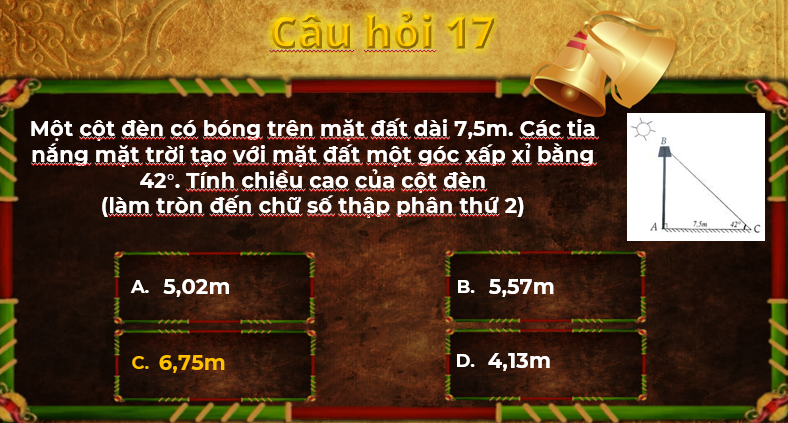 Câu hỏi 17
Một cột đèn có bóng trên mặt đất dài 7,5m. Các tia
nắng mặt trời tạo với mặt đất một góc xấp xỉ bằng
42°. Tính chiều cao của cột đèn
(làm tròn đến chữ số thập phân thứ 2)
B
A 7,5m 42° C
A. 5,02m
B. 5,57m
C. 6,75m
D. 4,13m